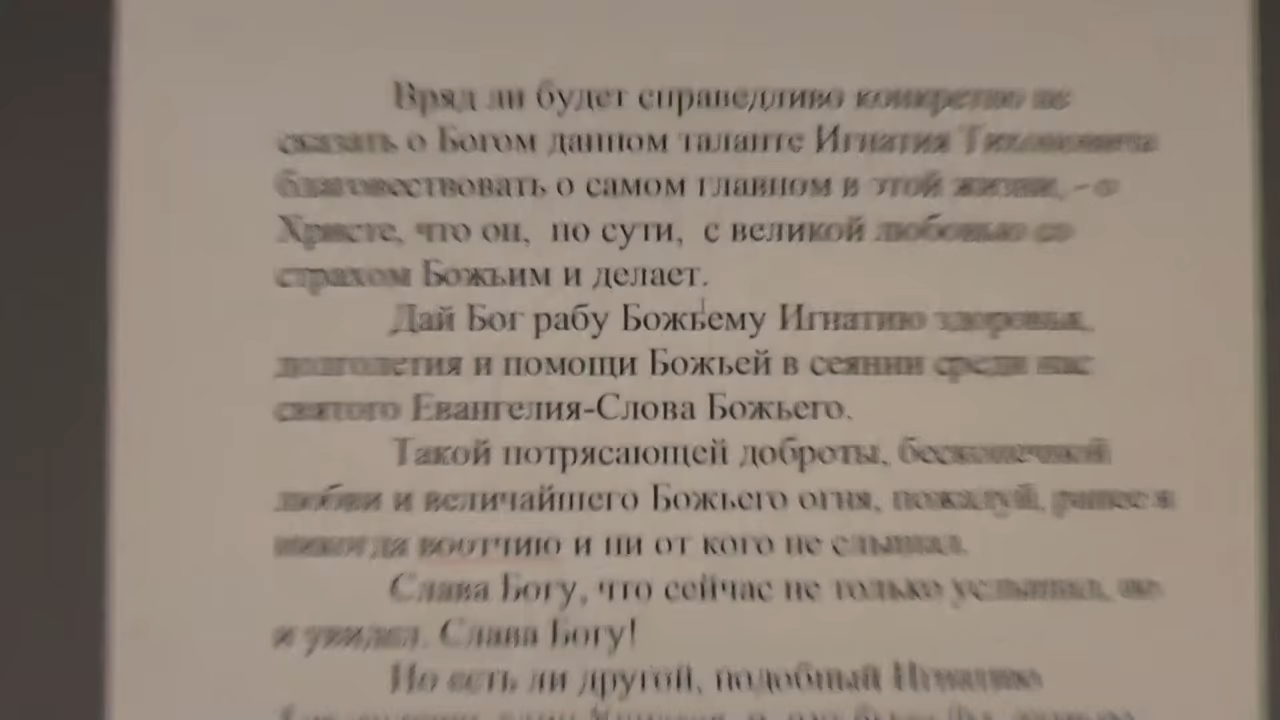 Вряд ли будет справедливо конкретно не
сказать о Богом данном таланте Игнатия Тихоновича
благовествовать о самом главном в этой жизни, - о
Христе, что он, по сути, с великой любовью со
страхом Божьим и делает.
Дай Бог рабу Божьему Игнатию здоровья,
долголетия и помощи Божьей в сеянии среди нас
святого Евангелия-Слова Божьего.
Такой потрясающей доброты, бесконечной
любви и величайшего Божьего огня, пожалуй, ранее я
никогда воотчию и ни от кого не слышал.
Слава Богу, что сейчас не только услышал, но
и увидел. Слава Богу!
Но есть ли другой, подобный Игнатию